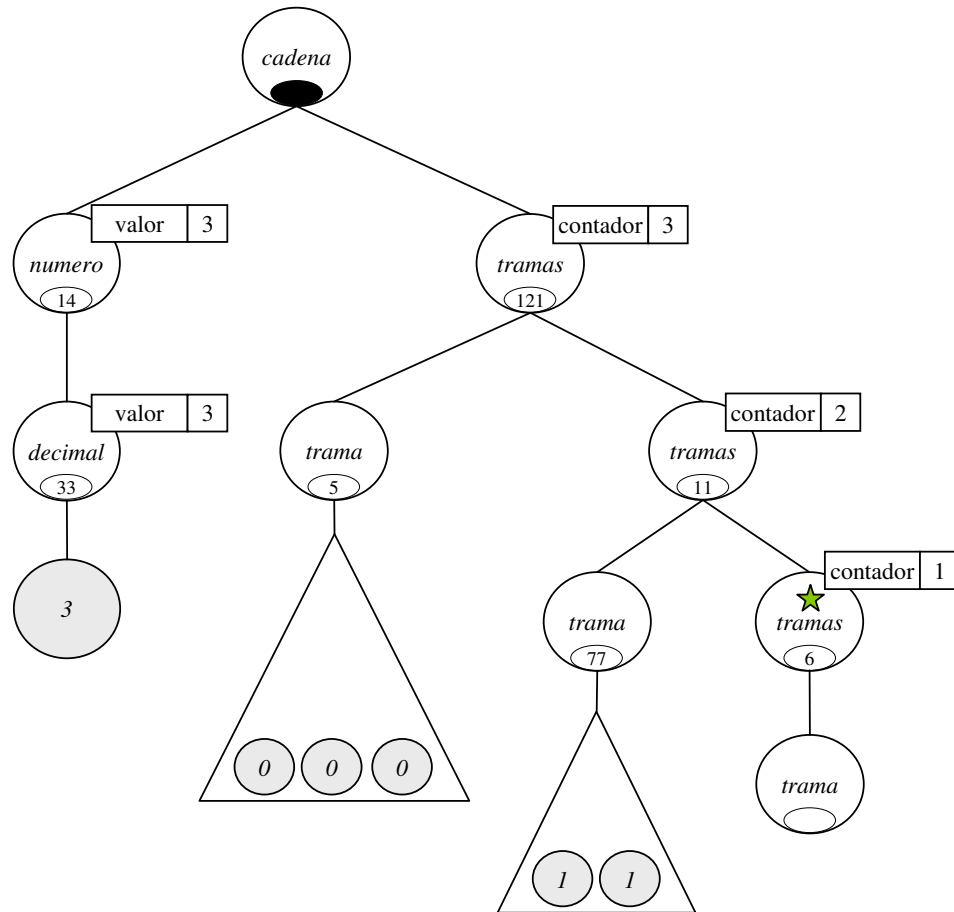 cadena
valor 3
contador 3
numero
tramas
14
121
valor 3
contador 2
decimal
trama
tramas
33
5
11
contador 1
3
trama
tramas
77
6
0 0 0
trama
1 1